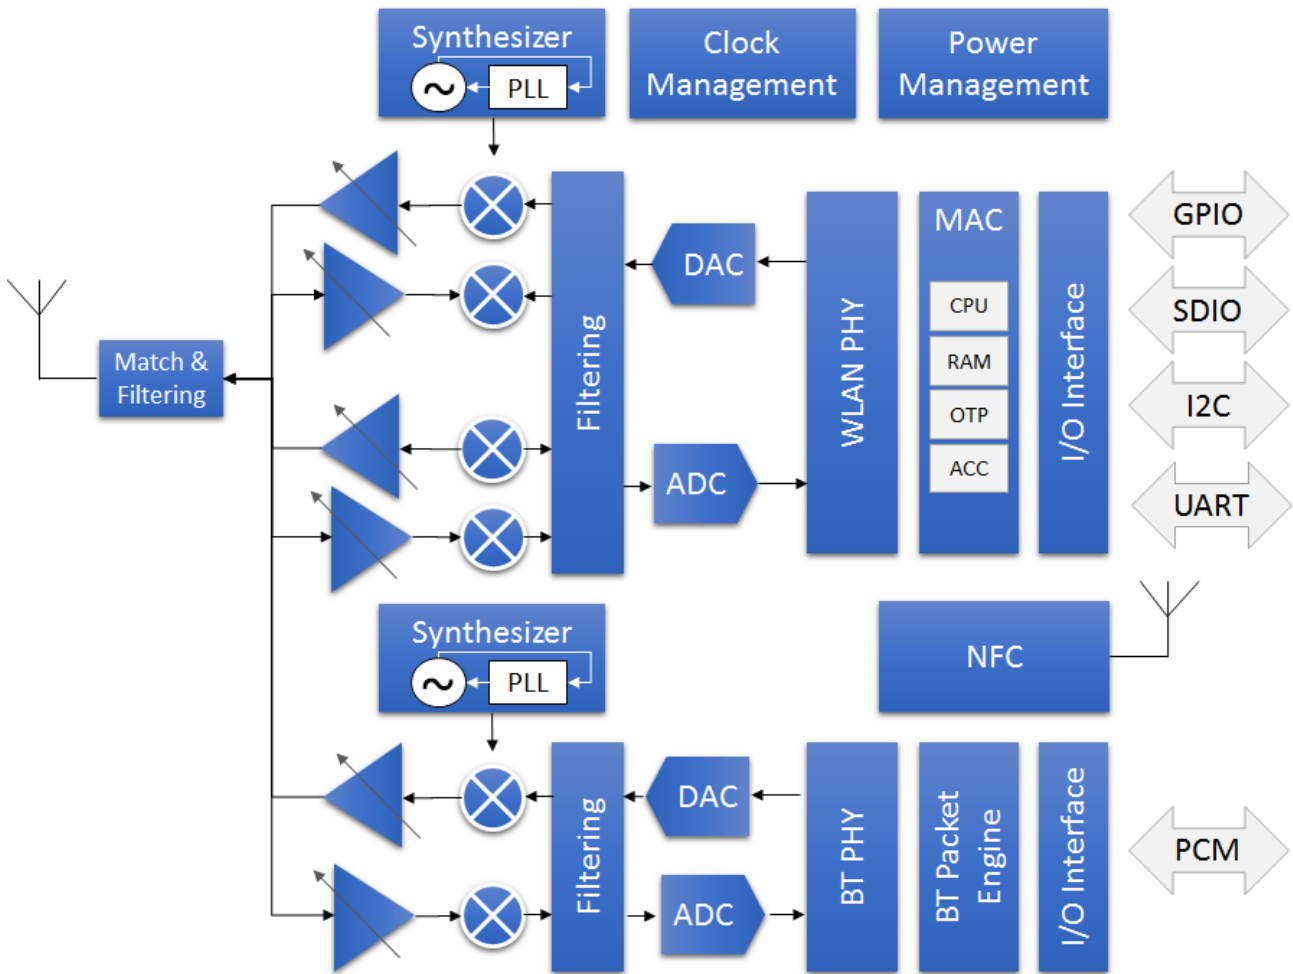 Synthesizer
~
PLL
Clock
Management
Power
Management
Match &
Filtering
Filtering
DAC
ADC
WLAN PHY
MAC
CPU
RAM
OTP
ACC
I/O Interface
GPIO
SDIO
I2C
UART
Synthesizer
~
PLL
NFC
Filtering
DAC
ADC
BT PHY
BT Packet
Engine
I/O Interface
PCM